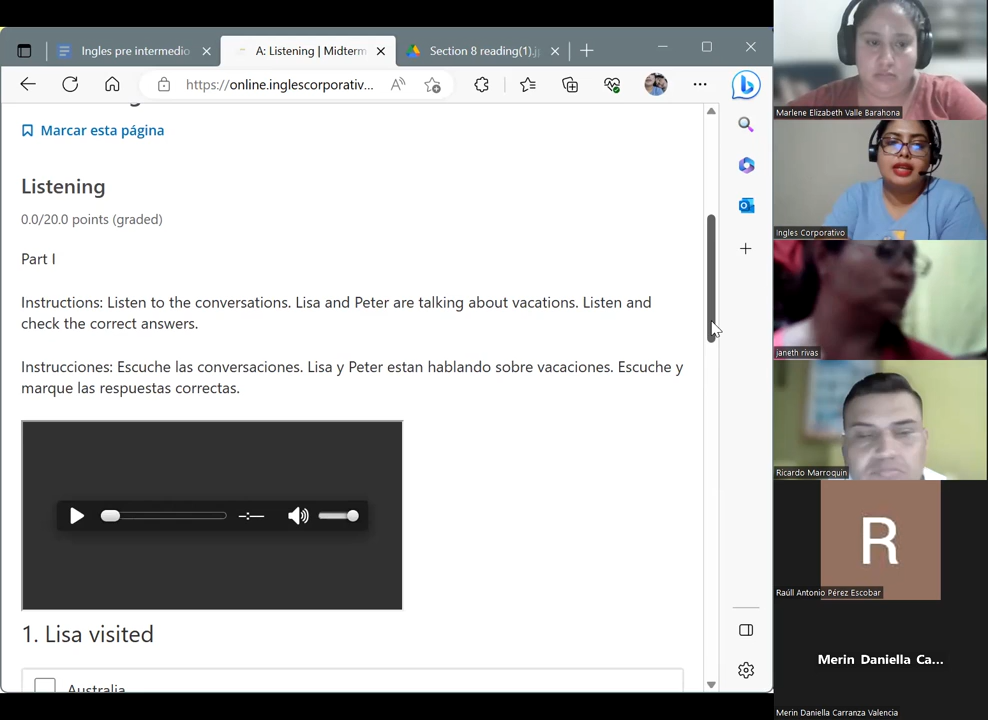 Ingles pre intermedio
A: Listening | Midterm
Section 8 reading(1).j
https://online.inglescorporativ...
Marcar esta página
Listening
0.0/20.0 points (graded)
Part I
Instructions: Listen to the conversations. Lisa and Peter are talking about vacations. Listen and
check the correct answers.
Instrucciones: Escuche las conversaciones. Lisa y Peter estan hablando sobre vacaciones. Escuche y
marque las respuestas correctas.
1. Lisa visited
Australia
Marlene Elizabeth Valle Barahona
Ingles Corporativo
janeth rivas
Ricardo Marroquín
R
Raúll Antonio Pérez Escobar
Merin Daniella Ca...
Merin Daniella Carranza Valencia